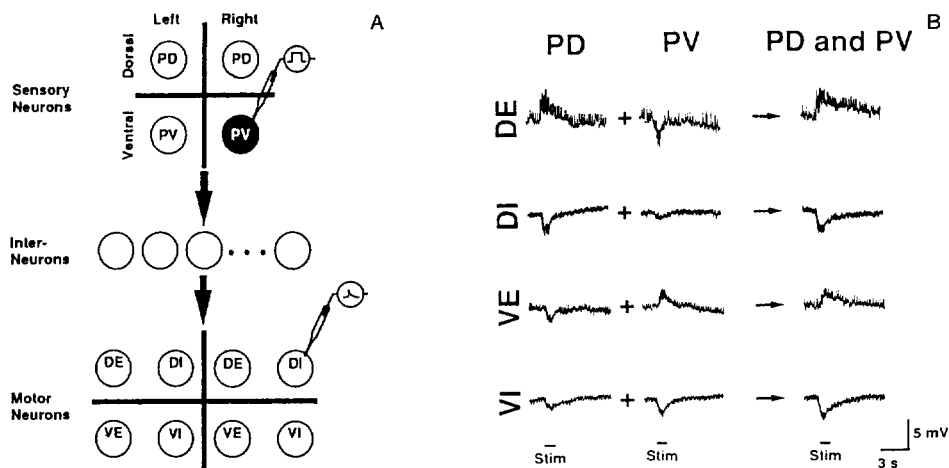 A
Left Right
Dorsal
PD PD
Sensory
Neurons
Ventral
PV PV
Inter-
Neurons
DE DI DE DI
Motor
Neurons
VE VI VE VI
B
PD PV PD and PV
DE
+
DI
+
VE
+
VI
+
Stim Stim Stim
5 mV
3 s